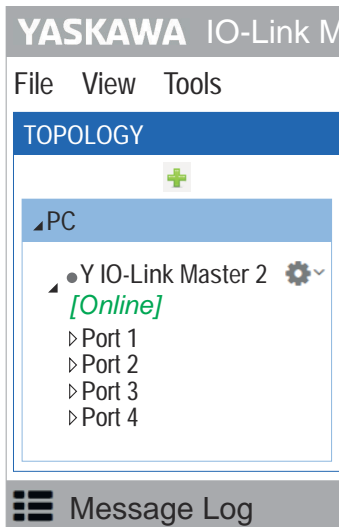 YASKAWA IO-Link M
File View Tools
TOPOLOGY
PC
Y IO-Link Master 2
[Online]
Port 1
Port 2
Port 3
Port 4
Message Log